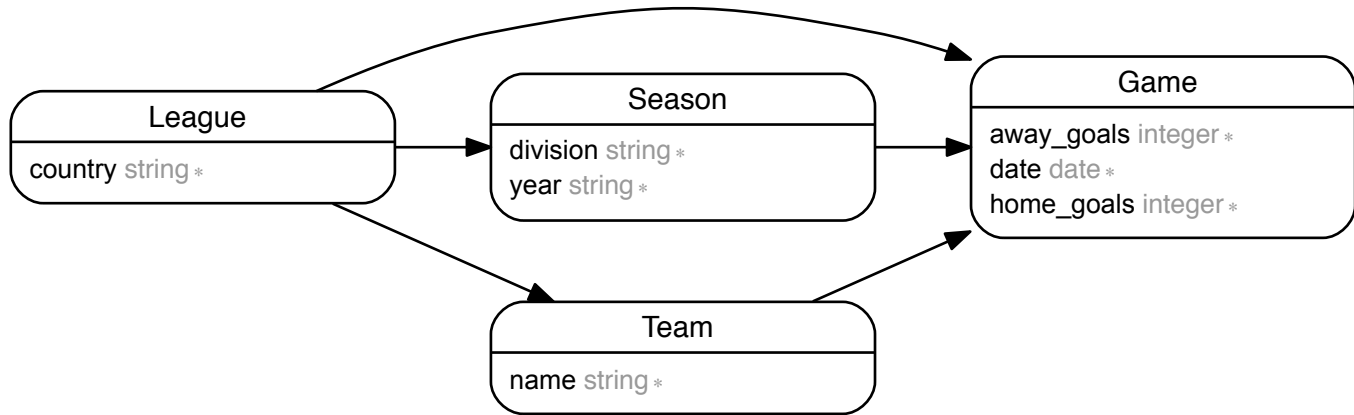 League
country string *
Season
division string *
year string *
Team
name string *
Game
away_goals integer *
date date *
home_goals integer *